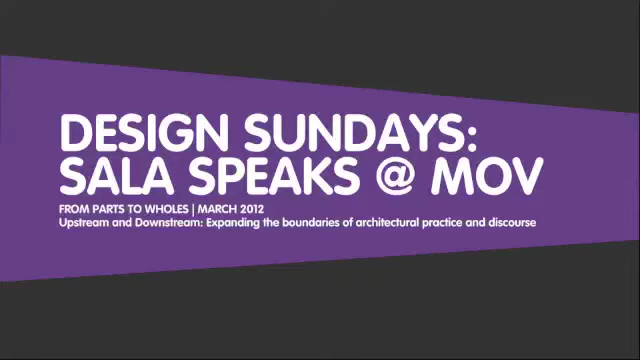 DESIGN SUNDAYS:
SALA SPEAKS @ MOV
FROM PARTS TO WHOLES | MARCH 2012
Upstream and Downstream: Expanding the boundaries of architectural practice and discourse